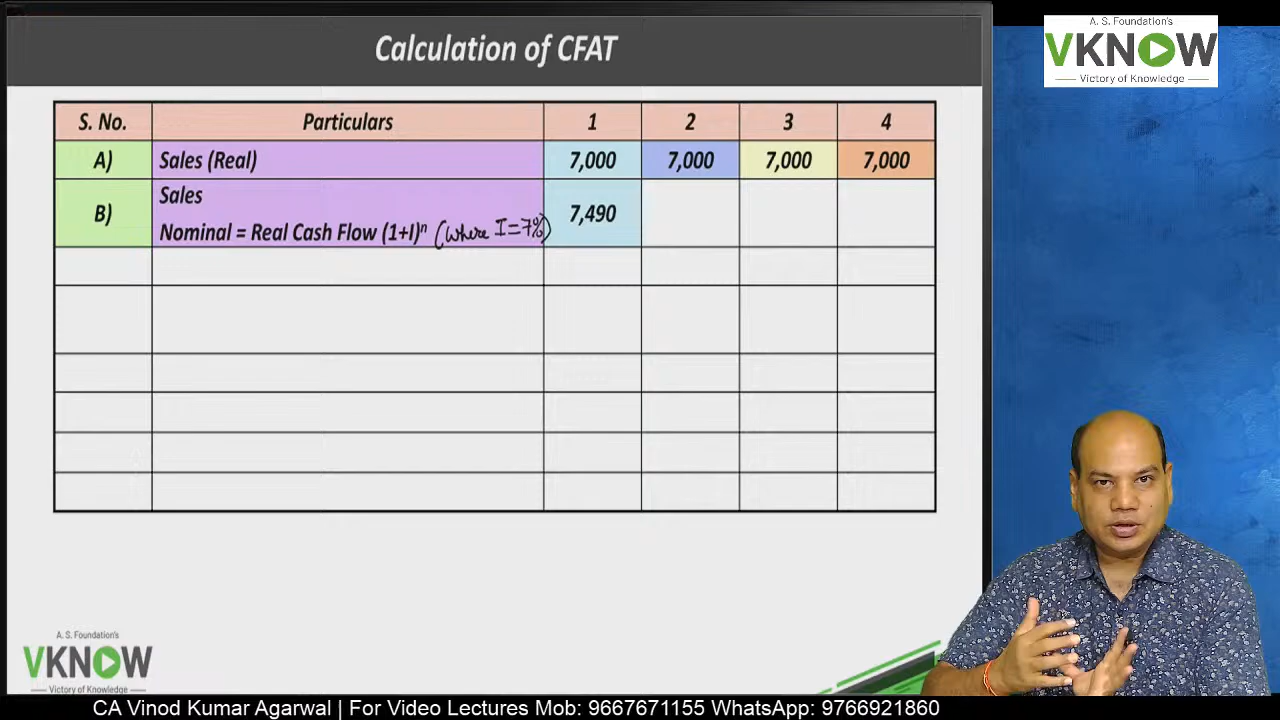 Calculation of CFAT
A. S. Foundation's
VKNOW
Victory of Knowledge
S. No. Particulars 1 2 3 4
A) Sales (Real) 7,000 7,000 7,000 7,000
B) Sales
Nominal = Real Cash Flow (1+I)ⁿ (where I=7%) 7,490
A. S. Foundation's
VKNOW
Victory of Knowledge
CA Vinod Kumar Agarwal | For Video Lectures Mob: 9667671155 WhatsApp: 9766921860